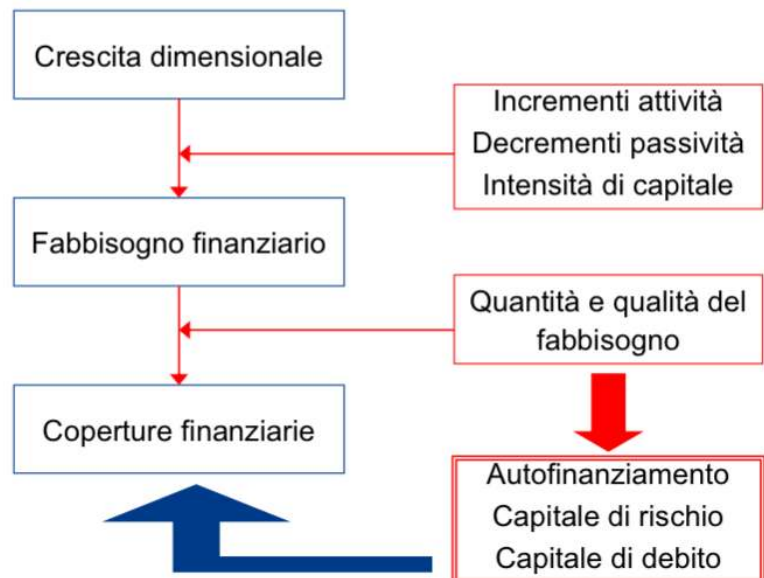 Crescita dimensionale
Incrementi attività
Decrementi passività
Intensità di capitale
Fabbisogno finanziario
Quantità e qualità del
fabbisogno
Coperture finanziarie
Autofinanziamento
Capitale di rischio
Capitale di debito